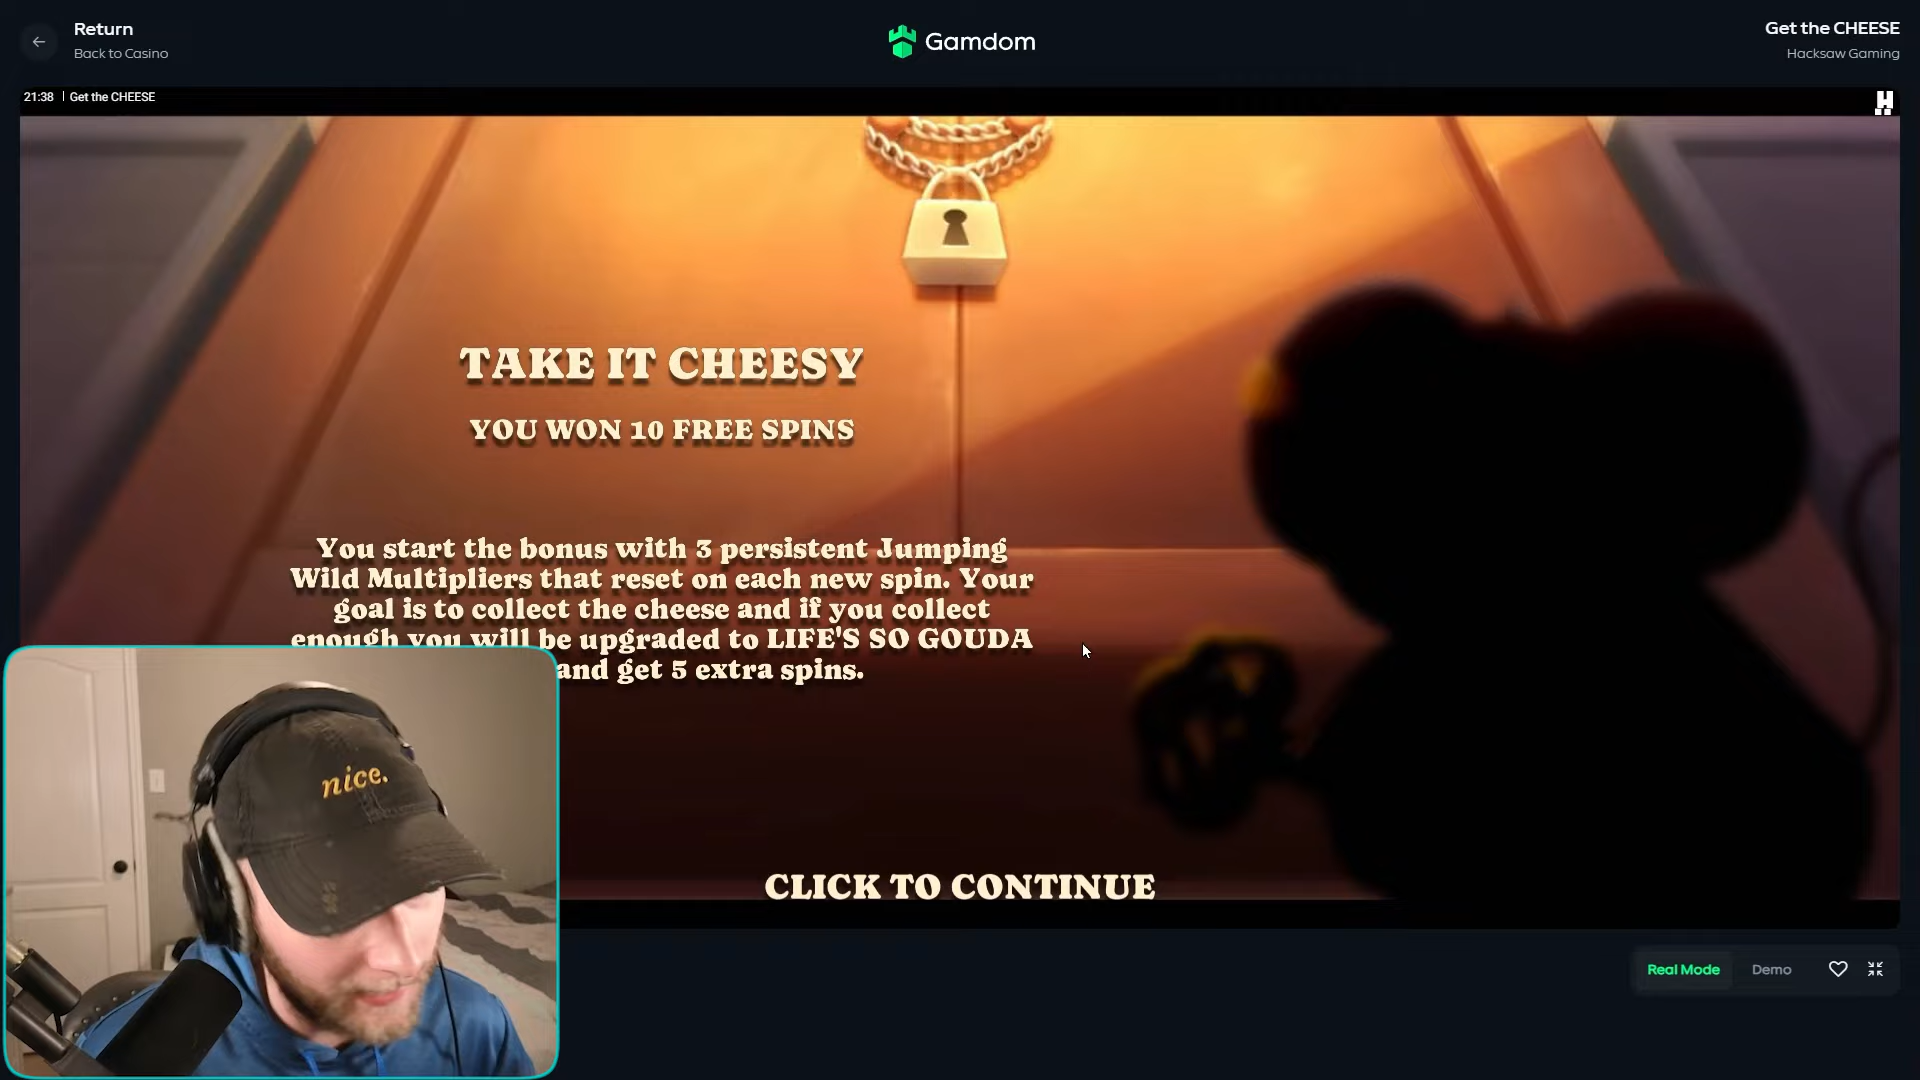 Return
Back to Casino
Gamdom
Get the CHEESE
Hacksaw Gaming
21:38 | Get the CHEESE
TAKE IT CHEESY
YOU WON 10 FREE SPINS
You start the bonus with 3 persistent Jumping
Wild Multipliers that reset on each new spin. Your
goal is to collect the cheese and if you collect
enough you will be upgraded to LIFE'S SO GOUDA
and get 5 extra spins.
nice.
CLICK TO CONTINUE
Real Mode
Demo